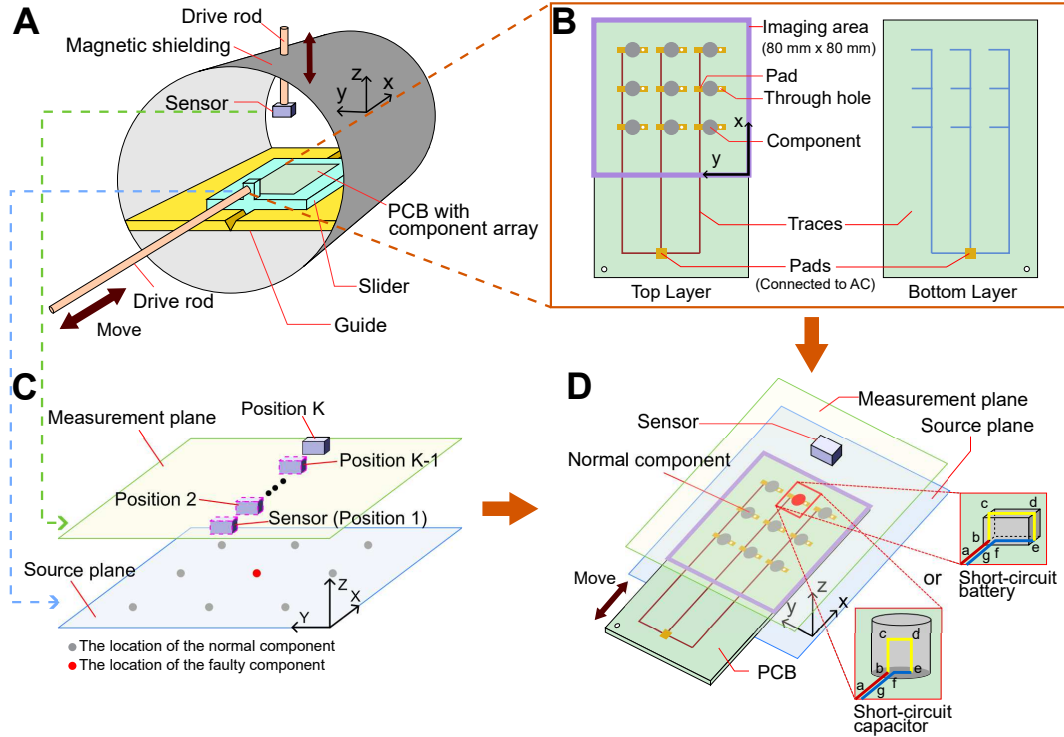 A
Drive rod
Magnetic shielding
Sensor
z
y
x
PCB with
component array
Slider
Guide
Drive rod
Move
B
Imaging area
(80 mm x 80 mm)
Pad
Through hole
Component
x
y
Traces
Pads
(Connected to AC)
Top Layer
Bottom Layer
C
Measurement plane
Position K
Position K-1
Position 2
Sensor (Position 1)
Source plane
Z
X
Y
The location of the normal component
The location of the faulty component
D
Measurement plane
Sensor
Source plane
Normal component
Move
z
y
x
PCB
c
d
b
a
g
f
e
or
Short-circuit
battery
c
d
b
a
g
f
e
Short-circuit
capacitor